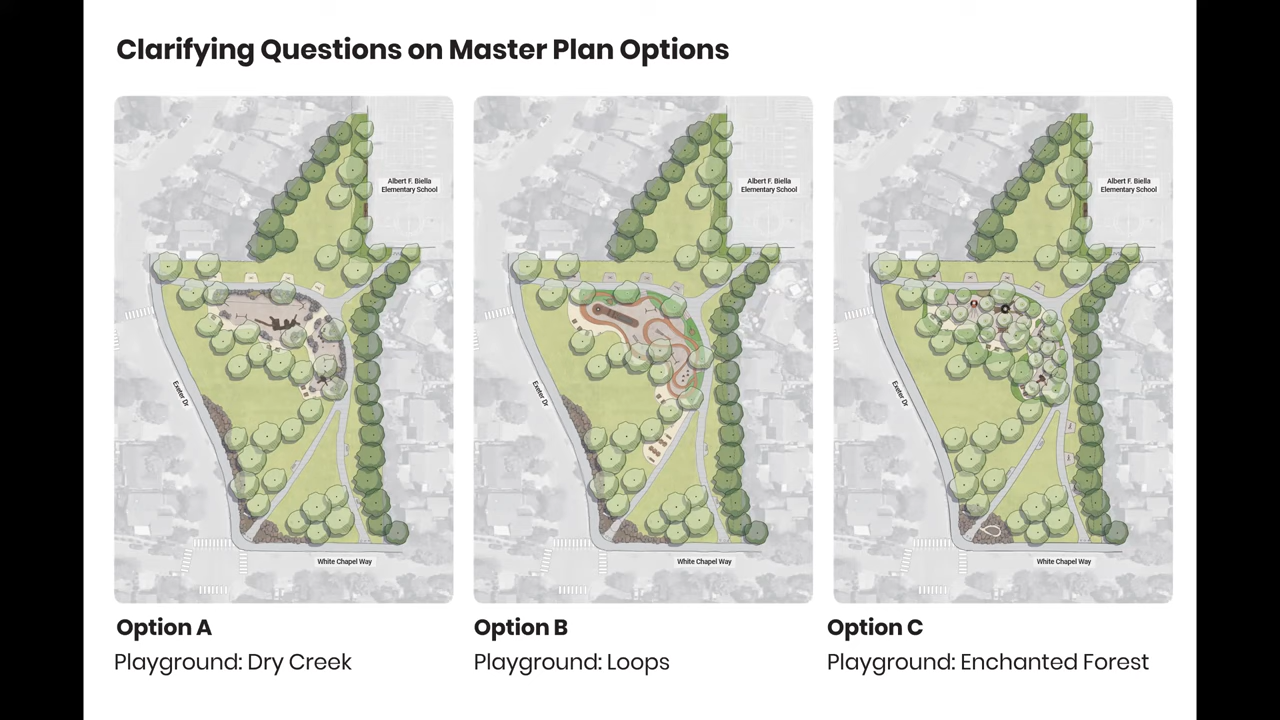 Clarifying Questions on Master Plan Options
Albert F. Biella
Elementary School
Exeter Dr
White Chapel Way
Albert F. Biella
Elementary School
Exeter Dr
White Chapel Way
Albert F. Biella
Elementary School
Exeter Dr
White Chapel Way
Option A
Playground: Dry Creek
Option B
Playground: Loops
Option C
Playground: Enchanted Forest